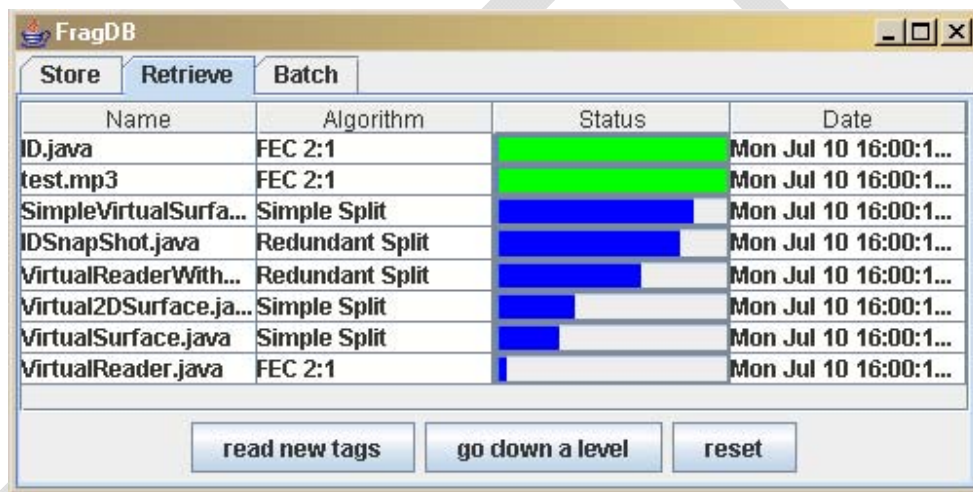 FragDB
Store Retrieve Batch
Name Algorithm Status Date
ID.java FEC 2:1 Mon Jul 10 16:00:1...
test.mp3 FEC 2:1 Mon Jul 10 16:00:1...
SimpleVirtualSurfa... Simple Split Mon Jul 10 16:00:1...
IDSnapShot.java Redundant Split Mon Jul 10 16:00:1...
VirtualReaderWith... Redundant Split Mon Jul 10 16:00:1...
Virtual2DSurface.ja... Simple Split Mon Jul 10 16:00:1...
VirtualSurface.java Simple Split Mon Jul 10 16:00:1...
VirtualReader.java FEC 2:1 Mon Jul 10 16:00:1...
read new tags go down a level reset